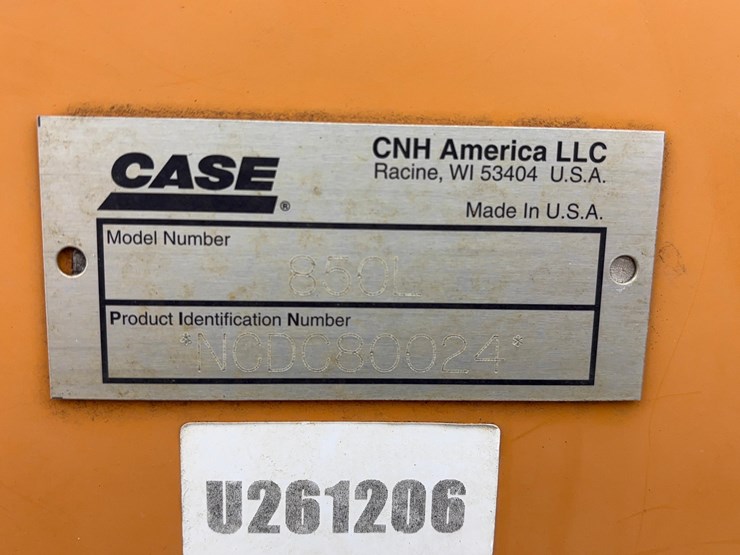 CASE®
CNH America LLC
Racine, WI 53404 U.S.A.
Made In U.S.A.
Model Number
850L
Product Identification Number
*NCDC80024*
U261206